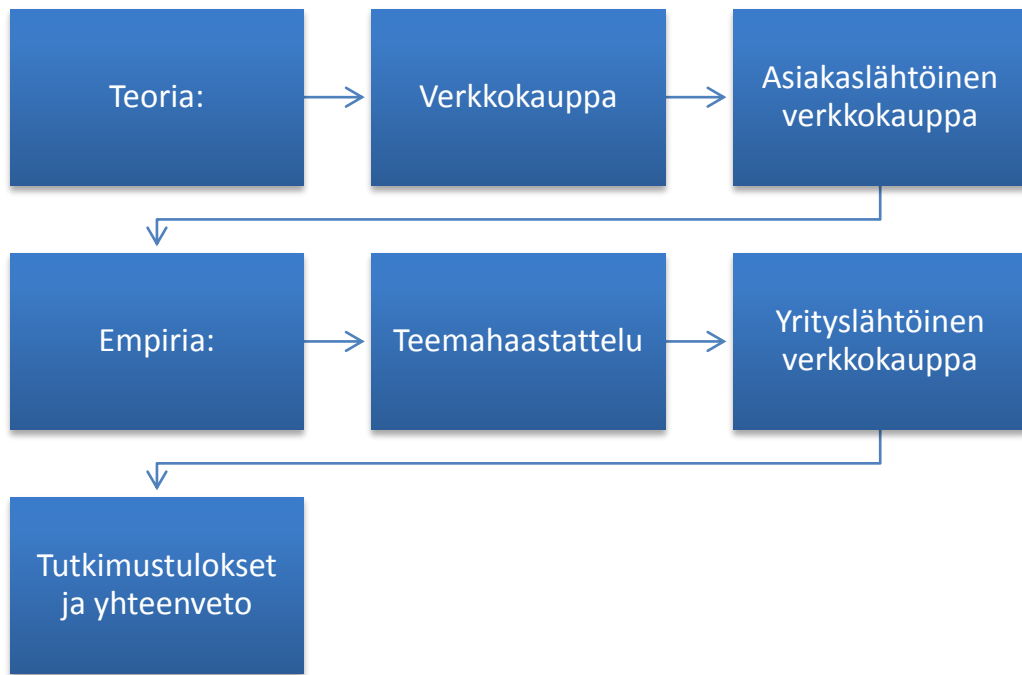 Teoria:
Verkkokauppa
Asiakaslähtöinen
verkkokauppa
Empiria:
Teemahaastattelu
Yrityslähtöinen
verkkokauppa
Tutkimustulokset
ja yhteenveto